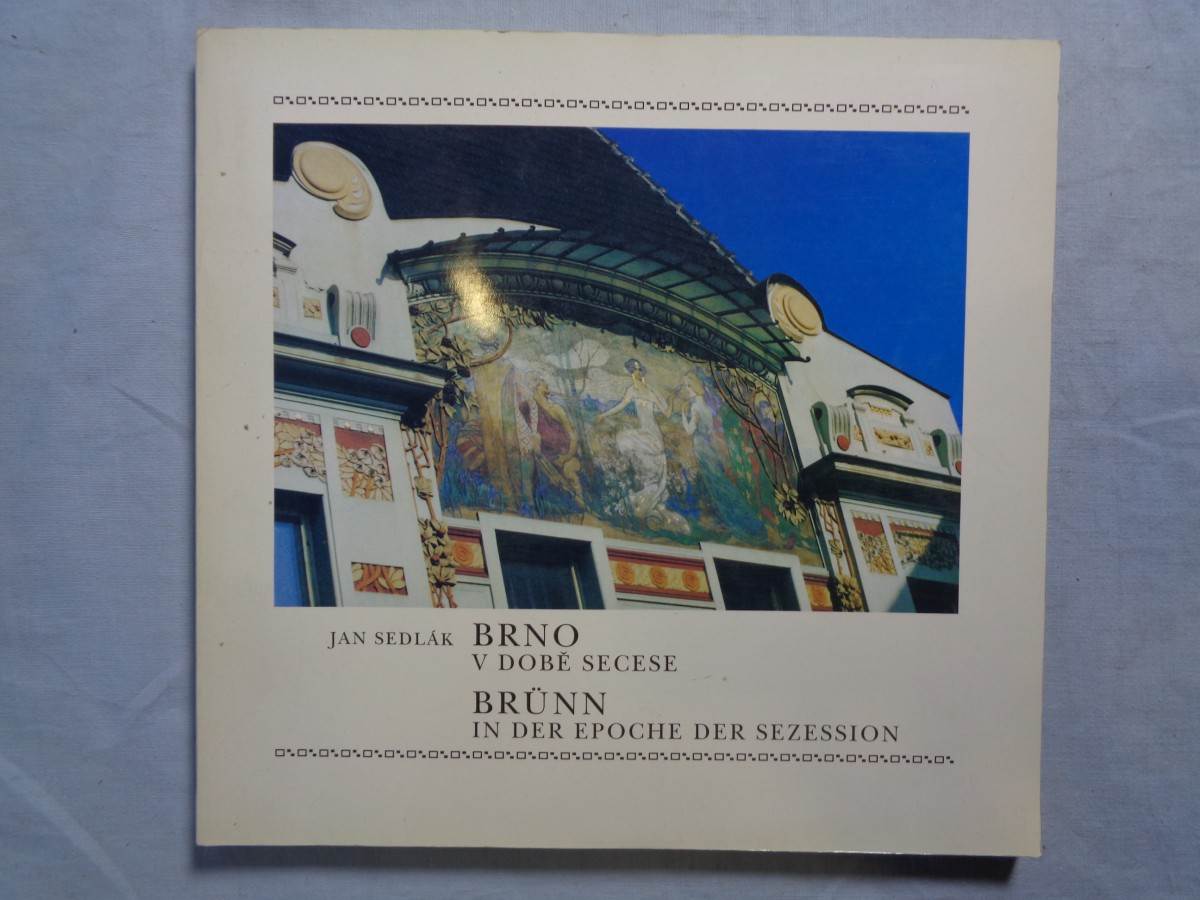 JAN SEDLÁK BRNO
V DOBĚ SECESE
BRÜNN
IN DER EPOCHE DER SEZESSION